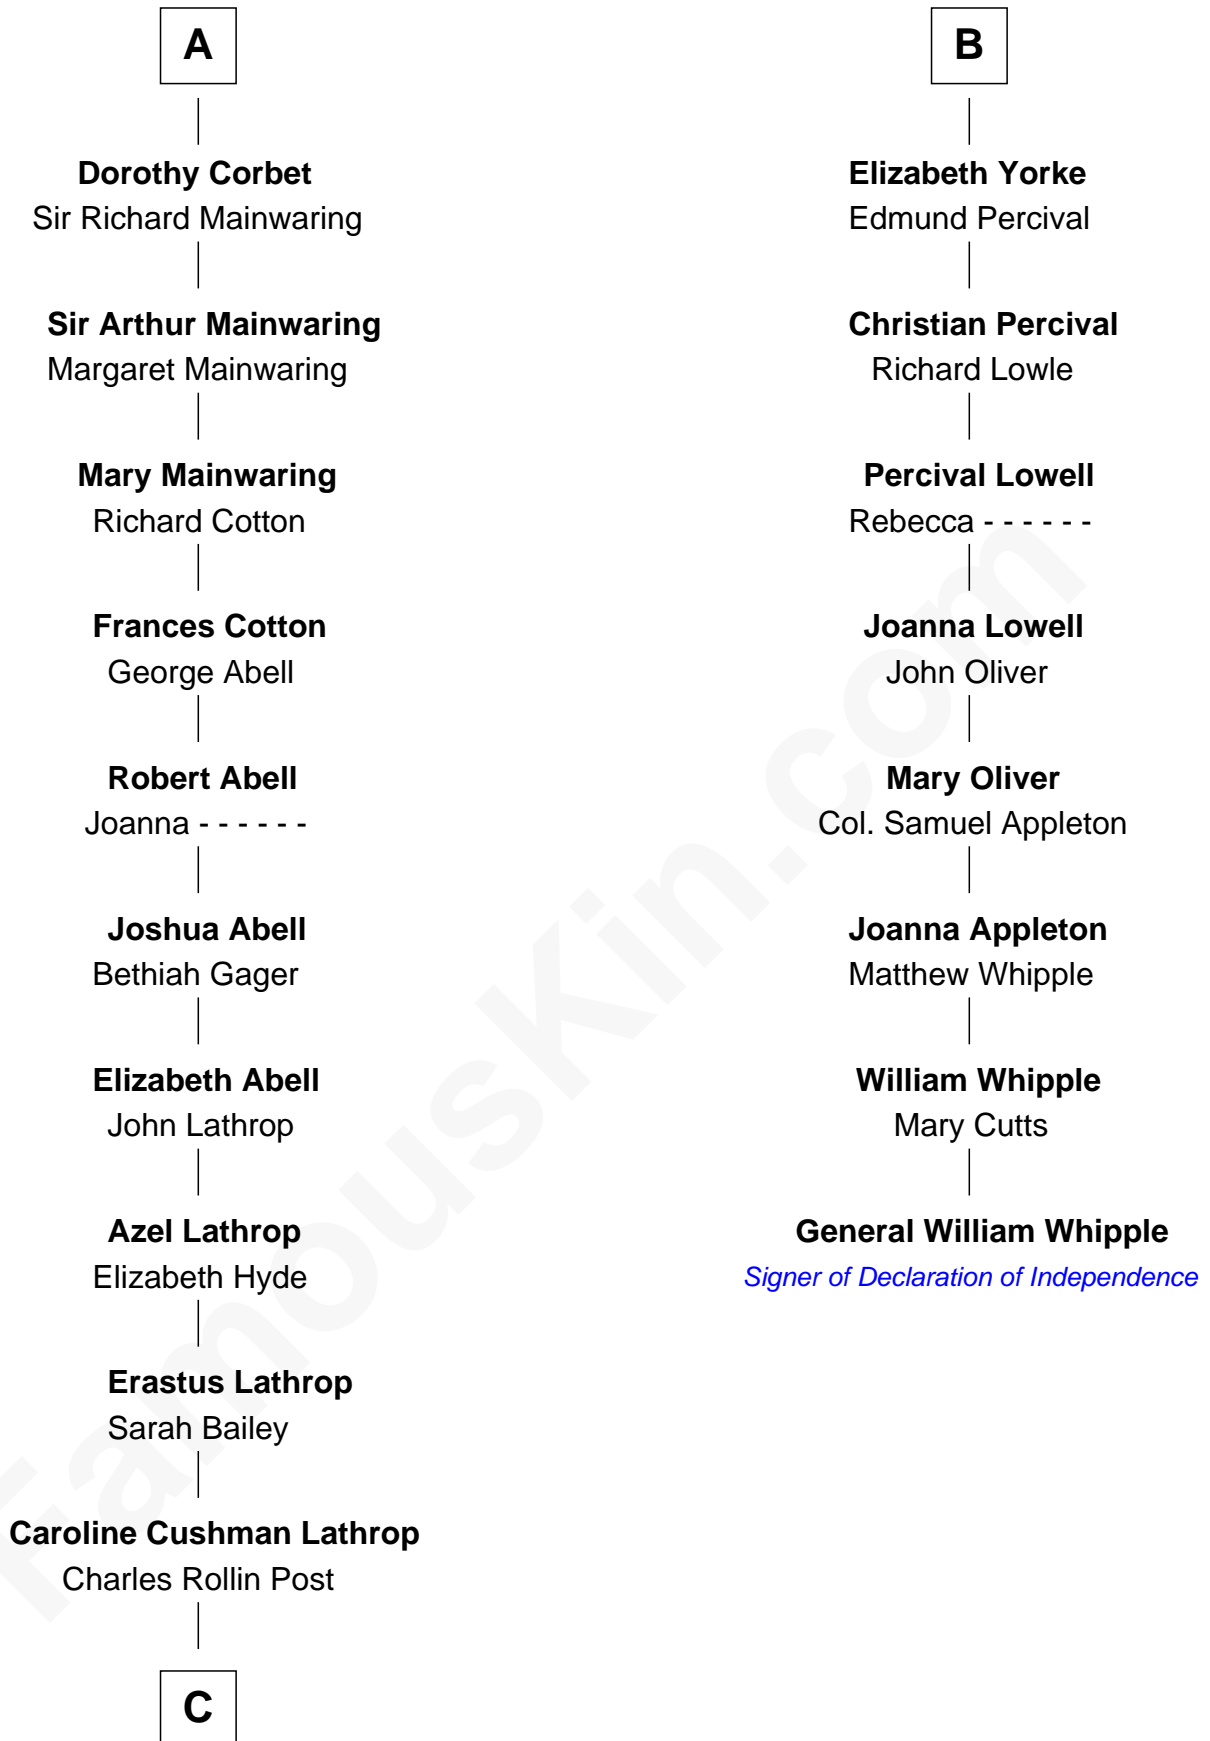 A
Dorothy Corbet
Sir Richard Mainwaring
Sir Arthur Mainwaring
Margaret Mainwaring
Mary Mainwaring
Richard Cotton
Frances Cotton
George Abell
Robert Abell
Joanna - - - - - -
Joshua Abell
Bethiah Gager
Elizabeth Abell
John Lathrop
Azel Lathrop
Elizabeth Hyde
Erastus Lathrop
Sarah Bailey
Caroline Cushman Lathrop
Charles Rollin Post
C
B
Elizabeth Yorke
Edmund Percival
Christian Percival
Richard Lowle
Percival Lowell
Rebecca - - - - - -
Joanna Lowell
John Oliver
Mary Oliver
Col. Samuel Appleton
Joanna Appleton
Matthew Whipple
William Whipple
Mary Cutts
General William Whipple
Signer of Declaration of Independence
FamousKin.com